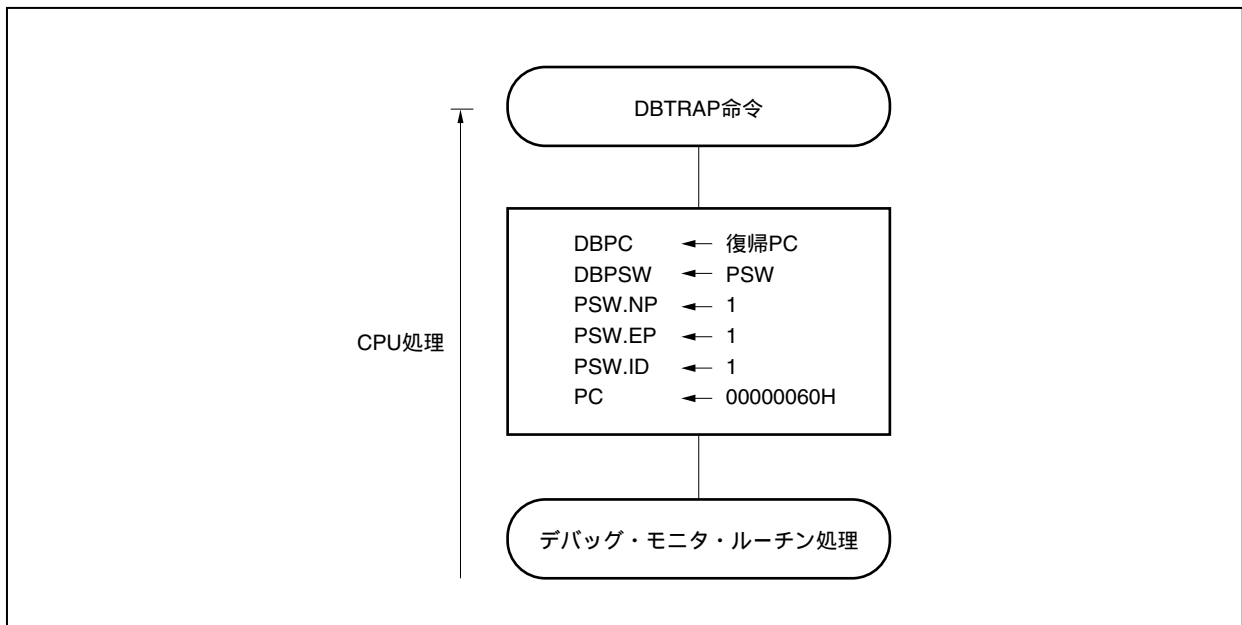 DBTRAP命令
DBPC ← 復帰PC
DBPSW ← PSW
PSW.NP ← 1
PSW.EP ← 1
PSW.ID ← 1
PC ← 00000060H
CPU処理
デバッグ・モニタ・ルーチン処理